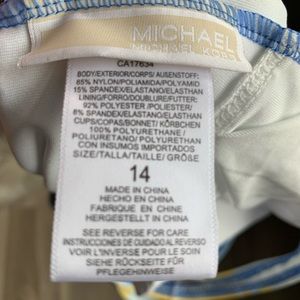 MICHAEL
MICHAEL KORS
CA17634
BODY/EXTERIOR/CORPS/ AUSENSTOFF:
85% NYLON/POLIAMIDA/POLYAMID
15% SPANDEX/ELASTANO/ELASTHAN
LINING/FORRO/DOUBLURE/FUTTER:
92% POLYESTER /POLIESTER/
8% SPANDEX/ELASTANO/ELASTHAN
CUPS/COPAS/BONNET/ KÖRBCHEN
100% POLYURETHANE/
POLIURETANO / POLYURETHANE
CON INSUMOS IMPORTADOS
SIZE/TALLA/TAILLE/ GRÖßE
14
MADE IN CHINA
HECHO EN CHINA
FABRIQUE EN CHINE
HERGESTELLT IN CHINA
SEE REVERSE FOR CARE
INSTRUCCIONES DE CUIDADO AL REVERSO
VOIR L'INVERSE POUR LE SOIN
SIEHE RÜCKSEITE FÜR
PFLEGEHINWEISE